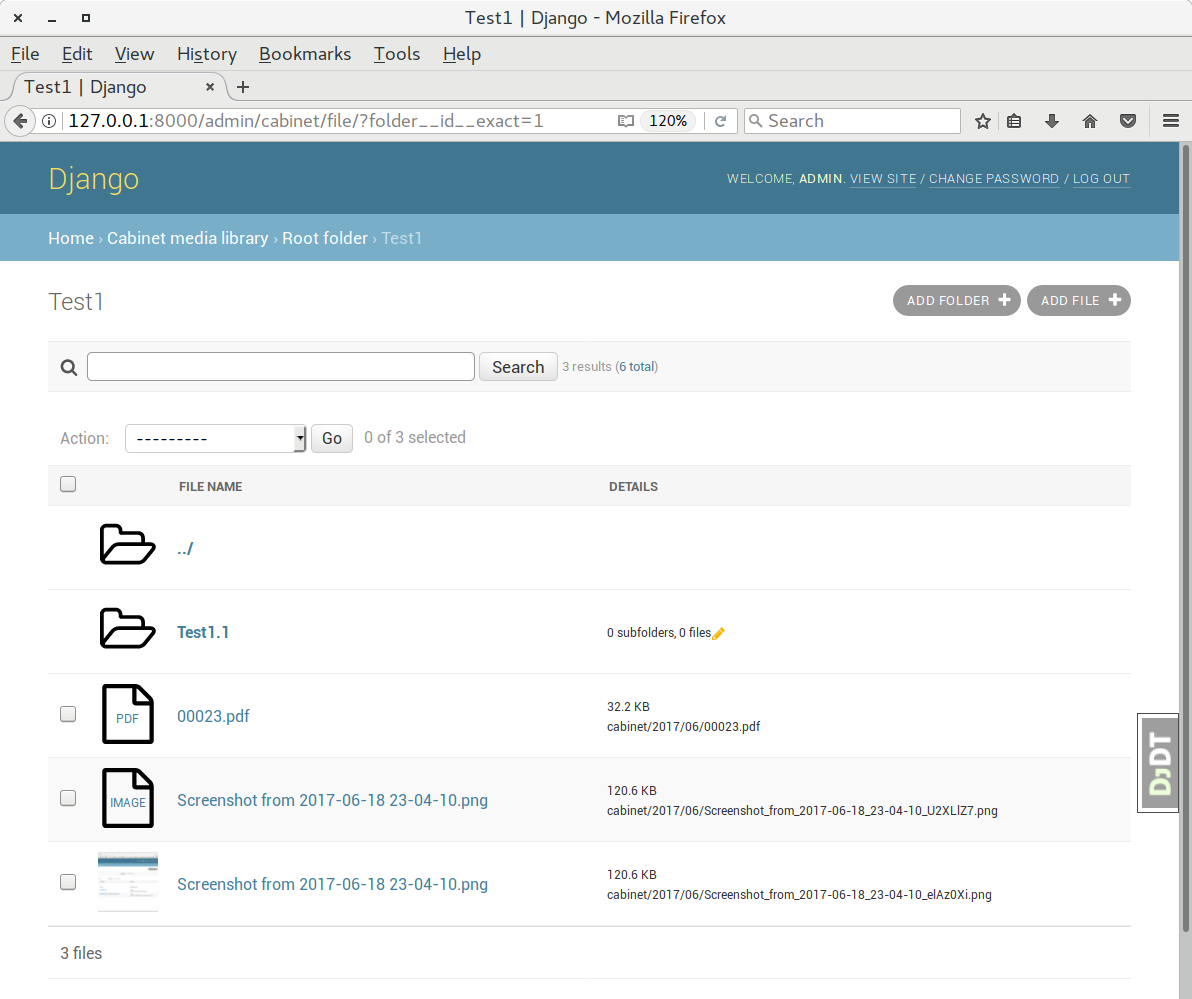 Test1 | Django - Mozilla Firefox
File Edit View History Bookmarks Tools Help
Test1 | Django
127.0.0.1:8000/admin/cabinet/file/?folder__id__exact=1 120% Search
Django WELCOME, ADMIN. VIEW SITE / CHANGE PASSWORD / LOG OUT
Home › Cabinet media library › Root folder › Test1
Test1 ADD FOLDER + ADD FILE +
Search 3 results (6 total)
Action: --------- Go 0 of 3 selected
FILE NAME DETAILS
../
Test1.1 0 subfolders, 0 files
PDF 00023.pdf 32.2 KB
cabinet/2017/06/00023.pdf
IMAGE Screenshot from 2017-06-18 23-04-10.png 120.6 KB
cabinet/2017/06/Screenshot_from_2017-06-18_23-04-10_U2XLlZ7.png
Screenshot from 2017-06-18 23-04-10.png 120.6 KB
cabinet/2017/06/Screenshot_from_2017-06-18_23-04-10_elAz0Xi.png
3 files
DJDT